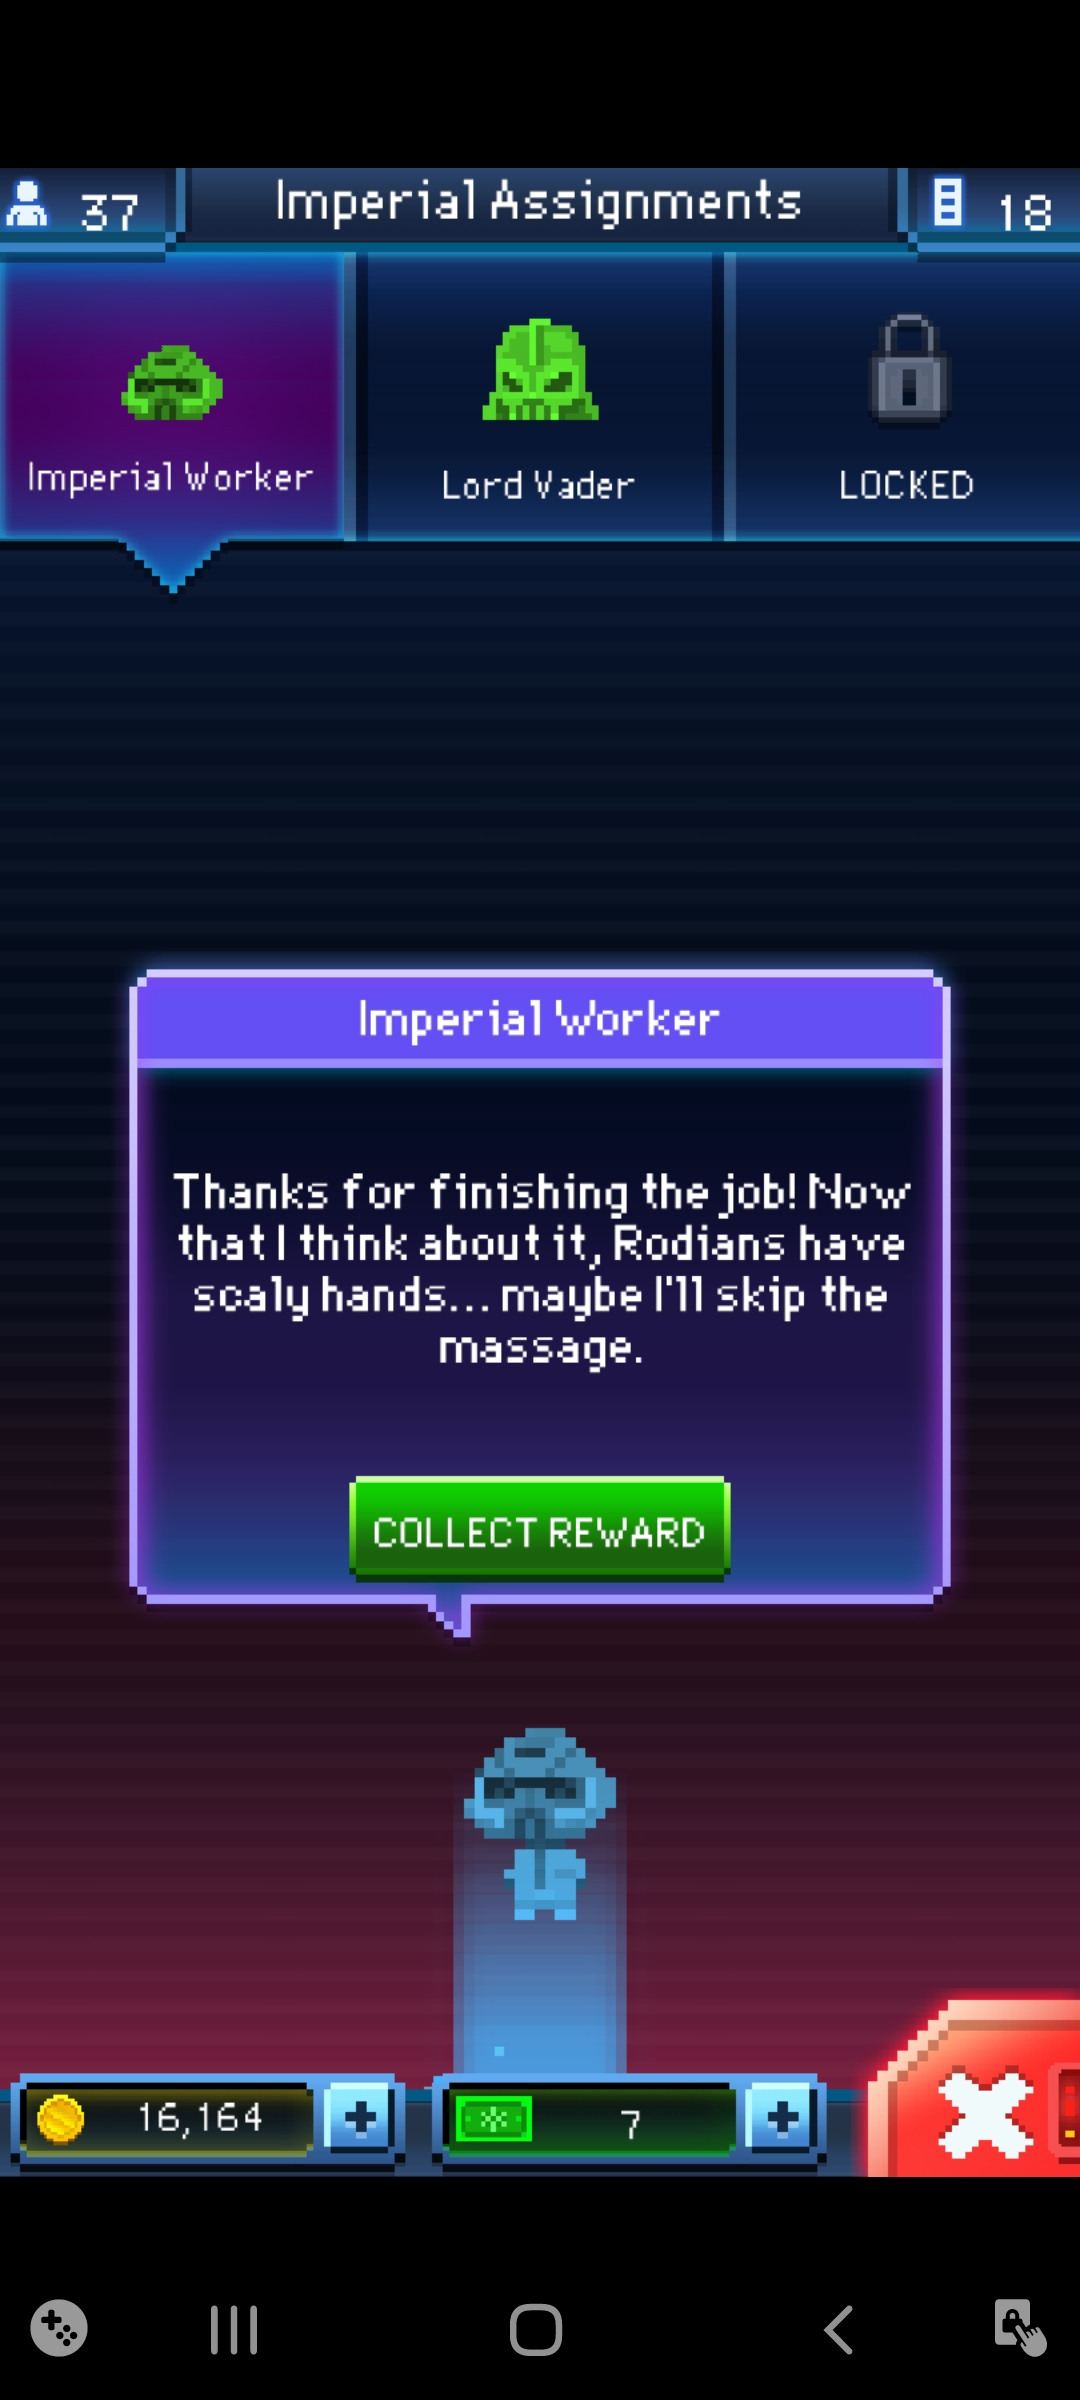 37
Imperial Assignments
18
Imperial Worker
Lord Vader
LOCKED
Imperial Worker
Thanks for finishing the job! Now
that I think about it, Rodians have
scaly hands... maybe I'll skip the
massage.
COLLECT REWARD
16,164
7